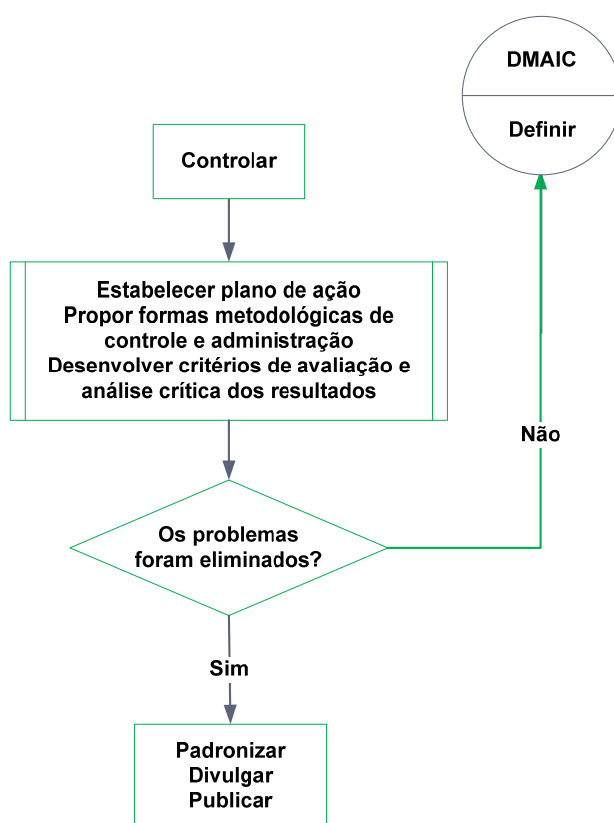 DMAIC
Definir
Controlar
Estabelecer plano de ação
Propor formas metodológicas de
controle e administração
Desenvolver critérios de avaliação e
análise crítica dos resultados
Não
Os problemas
foram eliminados?
Sim
Padronizar
Divulgar
Publicar